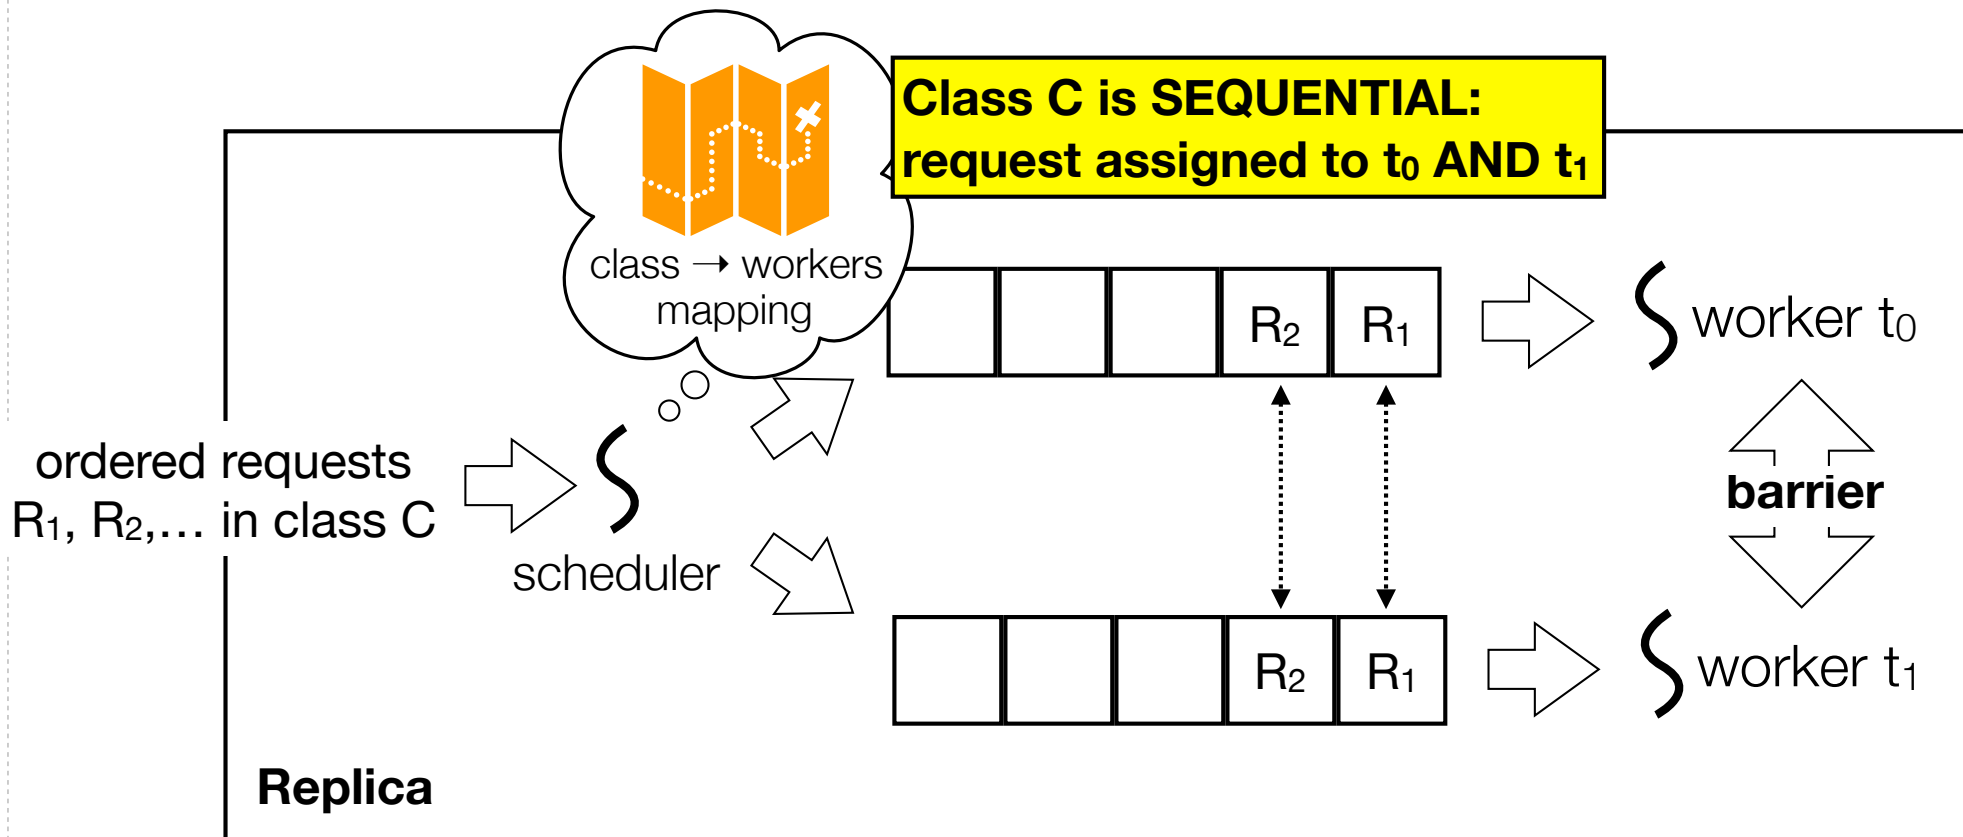 Class C is SEQUENTIAL:
request assigned to t₀ AND t₁
class → workers
mapping
R₂ R₁
worker t₀
ordered requests
R₁, R₂,… in class C
scheduler
barrier
R₂ R₁
worker t₁
Replica